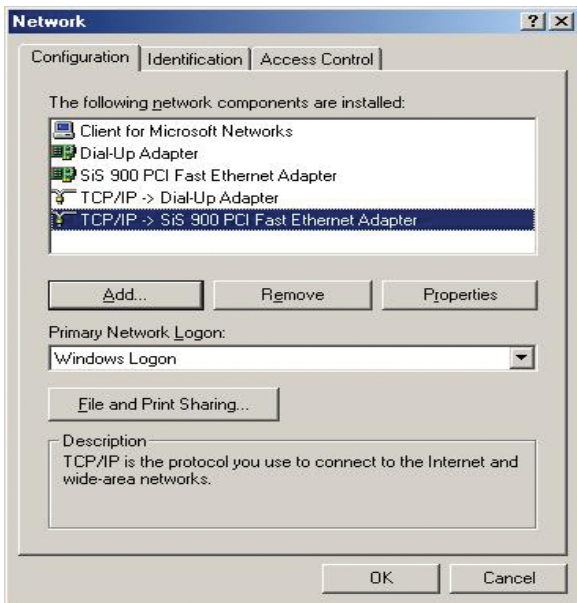 Network
Configuration Identification Access Control
The following network components are installed:
Client for Microsoft Networks
Dial-Up Adapter
SiS 900 PCI Fast Ethernet Adapter
TCP/IP -> Dial-Up Adapter
TCP/IP -> SiS 900 PCI Fast Ethernet Adapter
Add... Remove Properties
Primary Network Logon:
Windows Logon
File and Print Sharing...
Description
TCP/IP is the protocol you use to connect to the Internet and
wide-area networks.
OK Cancel